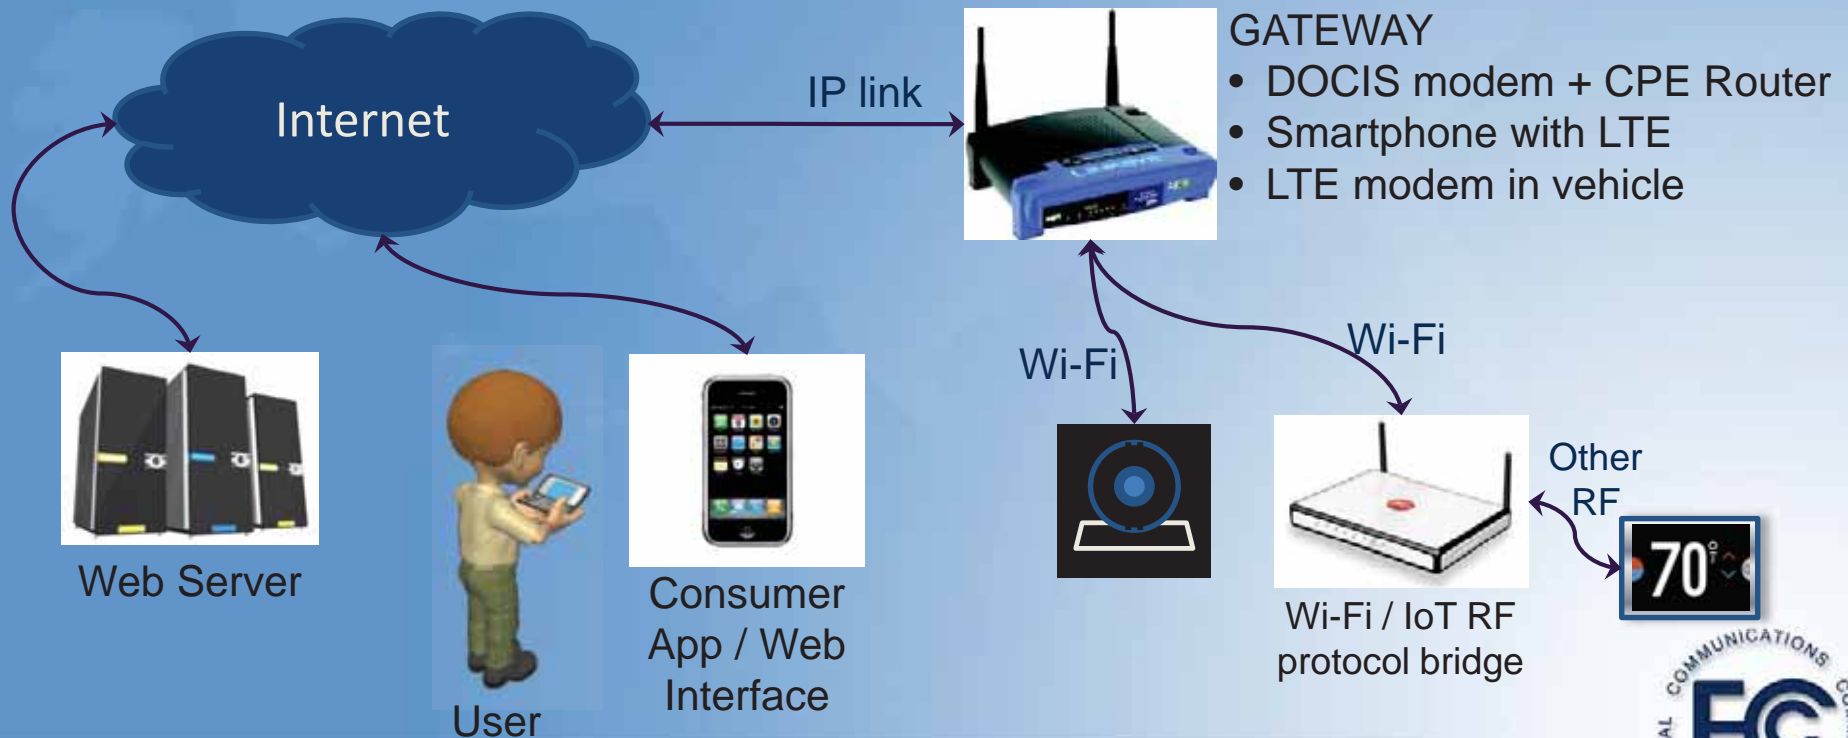 Internet
IP link
GATEWAY
• DOCIS modem + CPE Router
• Smartphone with LTE
• LTE modem in vehicle
Wi-Fi
Wi-Fi
Other
RF
70°
Web Server
User
Consumer
App / Web
Interface
Wi-Fi / IoT RF
protocol bridge
COMMUNICATIONS
FC